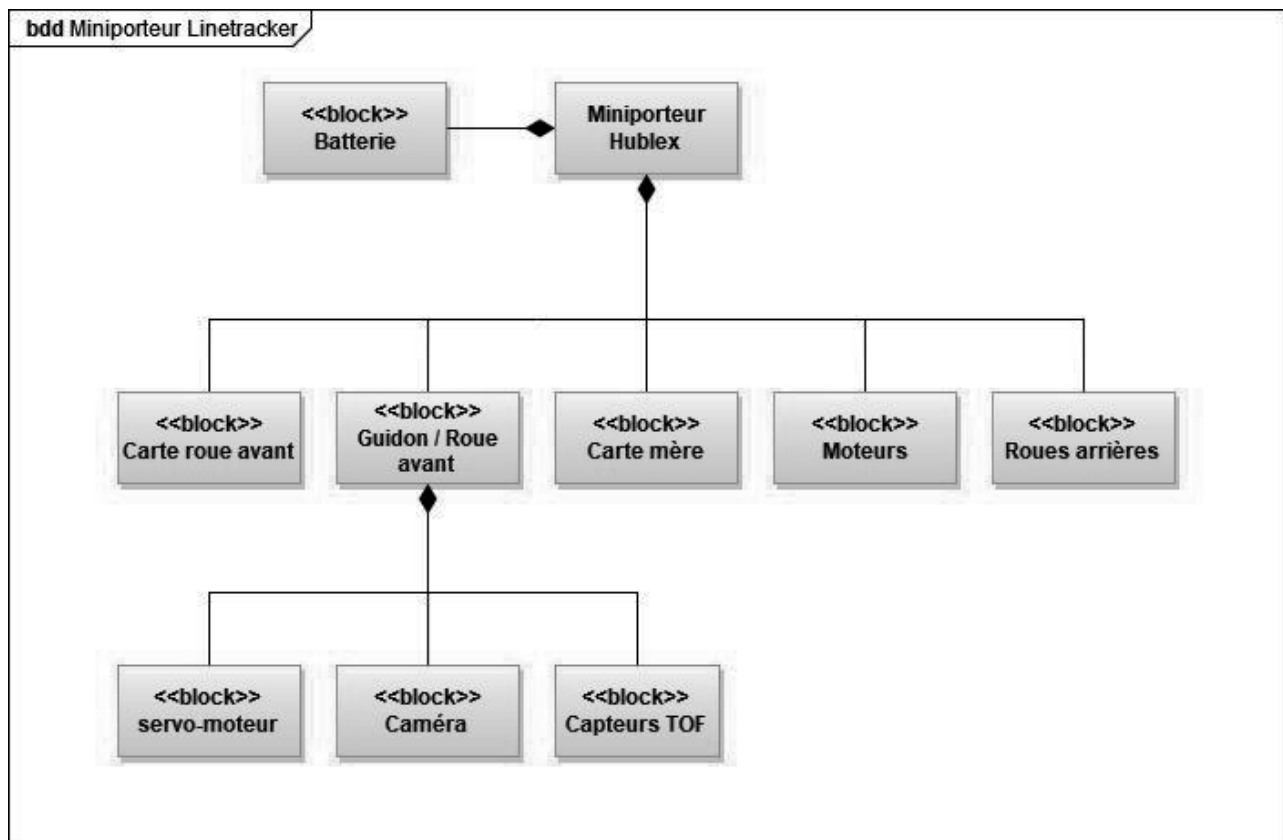 bdd Miniporteur Linetracker
<<block>>
Batterie
Miniporteur
Hublex
<<block>>
Carte roue avant
<<block>>
Guidon / Roue
avant
<<block>>
Carte mère
<<block>>
Moteurs
<<block>>
Roues arrières
<<block>>
servo-moteur
<<block>>
Caméra
<<block>>
Capteurs TOF